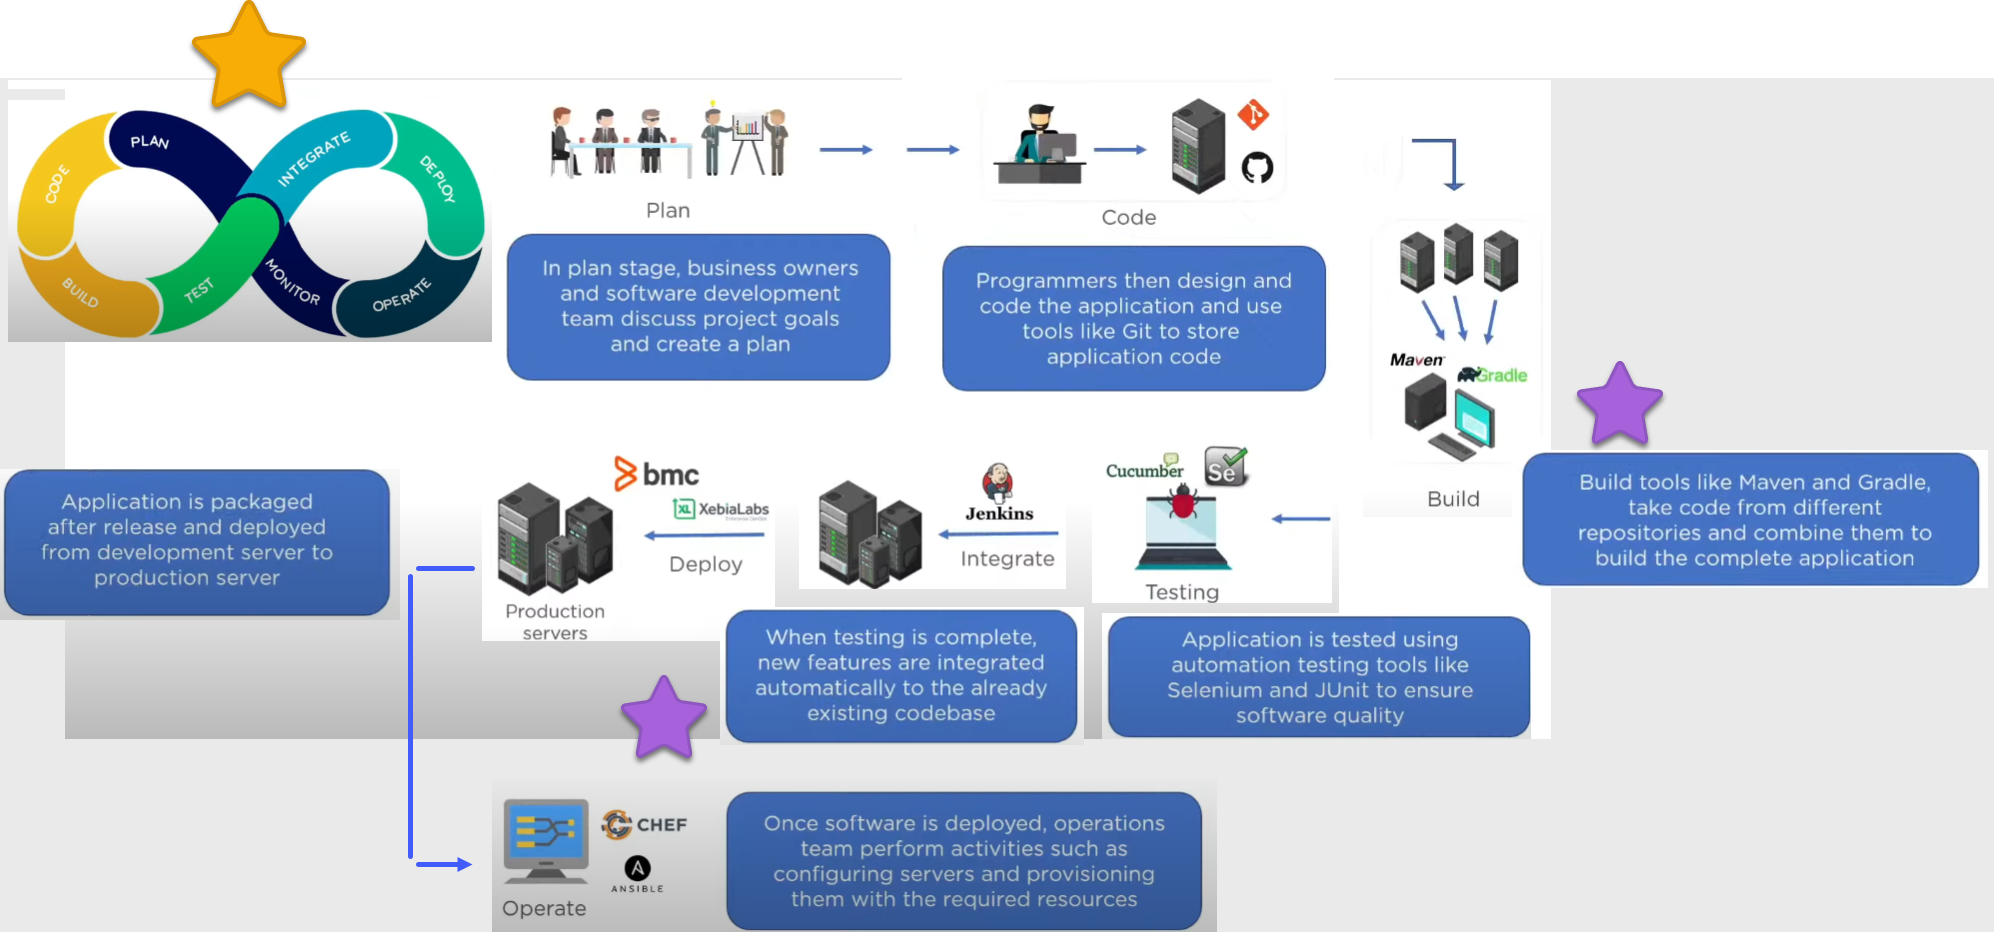 PLAN
CODE
BUILD
TEST
INTEGRATE
DEPLOY
OPERATE
MONITOR
Plan
In plan stage, business owners
and software development
team discuss project goals
and create a plan
Code
Programmers then design and
code the application and use
tools like Git to store
application code
Maven
Gradle
Build
Build tools like Maven and Gradle,
take code from different
repositories and combine them to
build the complete application
Cucumber
Se
Testing
Application is tested using
automation testing tools like
Selenium and JUnit to ensure
software quality
Jenkins
Integrate
When testing is complete,
new features are integrated
automatically to the already
existing codebase
bmc
XL XebiaLabs
Deploy
Production
servers
Application is packaged
after release and deployed
from development server to
production server
CHEF
A
ANSIBLE
Operate
Once software is deployed, operations
team perform activities such as
configuring servers and provisioning
them with the required resources